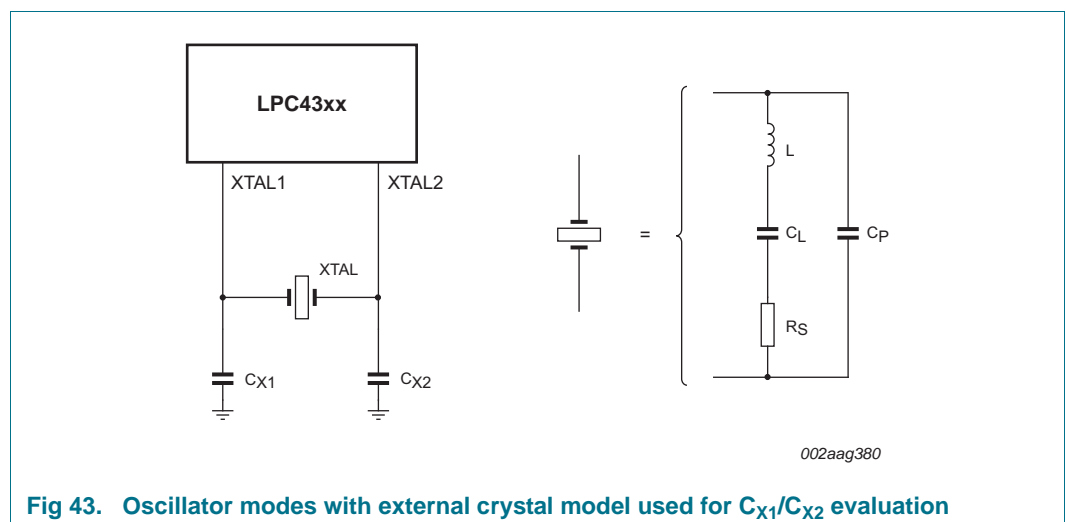 LPC43xx
XTAL1
XTAL2
XTAL
CX1
CX2
=
L
CL
CP
RS
002aag380
Fig 43. Oscillator modes with external crystal model used for CX1/CX2 evaluation